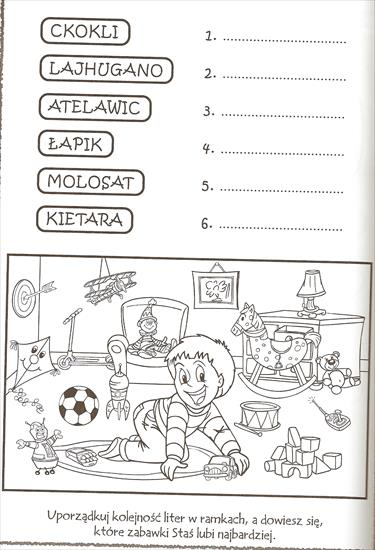 CKOKLI 1. ....................................
LAJHUGANO 2. ....................................
ATELAWIC 3. ....................................
ŁAPIK 4. ....................................
MOLOSAT 5. ....................................
KIETARA 6. ....................................
Uporządkuj kolejność liter w ramkach, a dowiesz się,
które zabawki Staś lubi najbardziej.